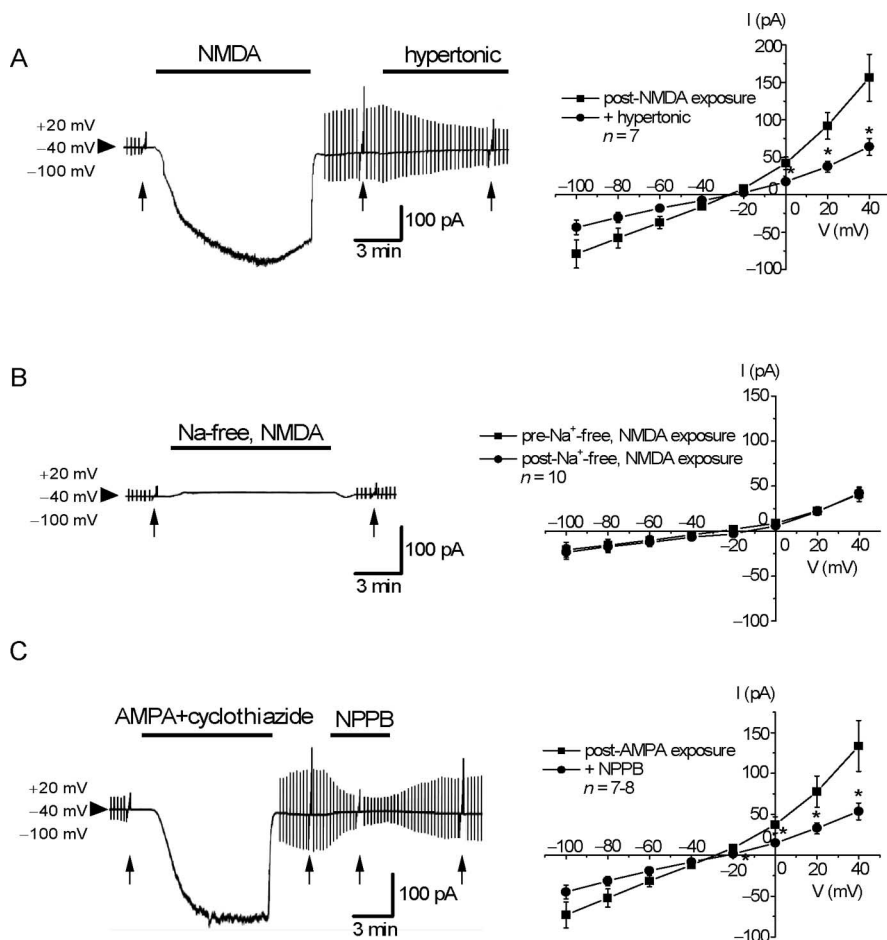 A
NMDA
hypertonic
+20 mV
−40 mV
−100 mV
100 pA
3 min
I (pA)
200
150
100
50
0
−50
−100
post-NMDA exposure
+ hypertonic
n = 7
−100 −80 −60 −40 −20 0 20 40
V (mV)
* * *
B
Na-free, NMDA
+20 mV
−40 mV
−100 mV
100 pA
3 min
I (pA)
150
100
50
0
−50
−100
pre-Na⁺-free, NMDA exposure
post-Na⁺-free, NMDA exposure
n = 10
−100 −80 −60 −40 −20 0 20 40
V (mV)
C
AMPA+cyclothiazide
NPPB
+20 mV
−40 mV
−100 mV
100 pA
3 min
I (pA)
150
100
50
0
−50
−100
post-AMPA exposure
+ NPPB
n = 7-8
−100 −80 −60 −40 −20 0 20 40
V (mV)
* * * *